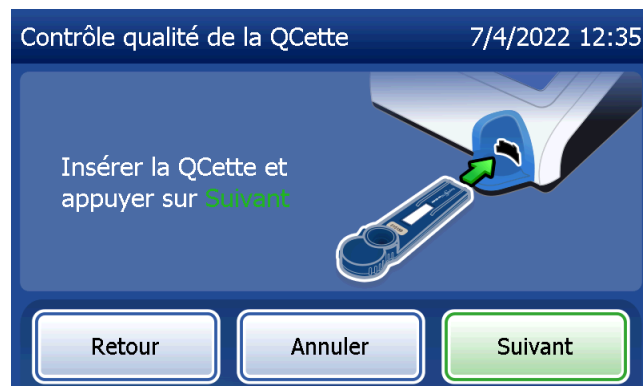 Contrôle qualité de la QCette
7/4/2022 12:35
Insérer la QCette et
appuyer sur Suivant
Retour
Annuler
Suivant